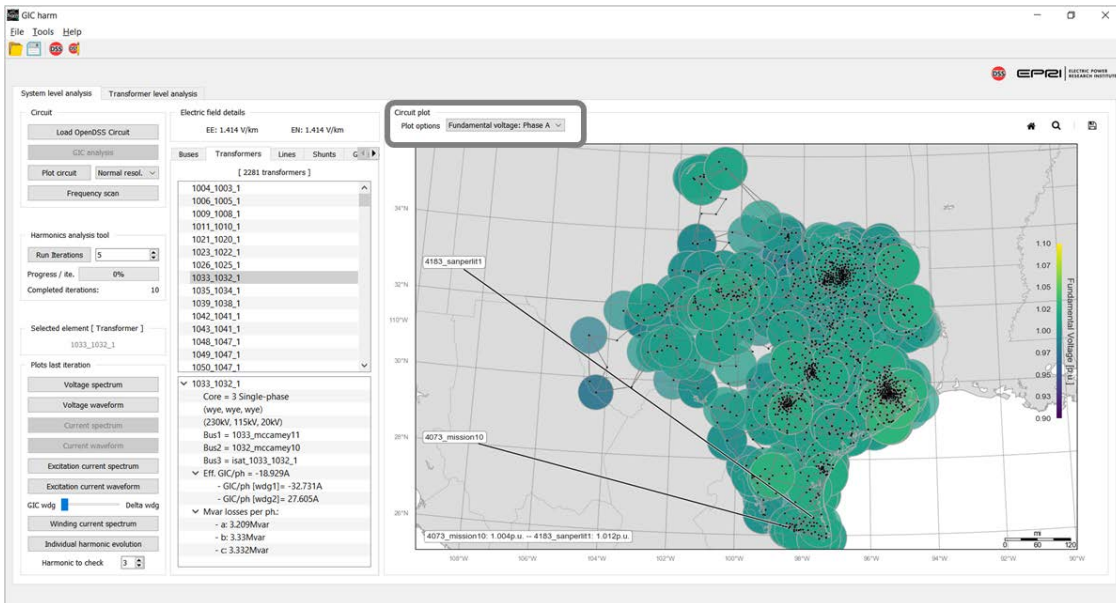 GIC harm
File Tools Help
DSS
EPRI ELECTRIC POWER RESEARCH INSTITUTE
System level analysis Transformer level analysis
Circuit
Load OpenDSS Circuit
GIC analysis
Plot circuit Normal resol.
Frequency scan
Harmonics analysis tool
Run Iterations 5
Progress / ite. 0%
Completed iterations: 10
Selected element [ Transformer ]
1033_1032_1
Plots last iteration
Voltage spectrum
Voltage waveform
Current spectrum
Current waveform
Excitation current spectrum
Excitation current waveform
GIC wdg Delta wdg
Winding current spectrum
Individual harmonic evolution
Harmonic to check 3
Electric field details
EE: 1.414 V/km EN: 1.414 V/km
Buses Transformers Lines Shunts G
[ 2281 transformers ]
1004_1003_1
1006_1005_1
1009_1008_1
1011_1010_1
1021_1020_1
1023_1022_1
1026_1025_1
1033_1032_1
1035_1034_1
1039_1038_1
1042_1041_1
1043_1041_1
1048_1047_1
1049_1047_1
1050_1047_1
1033_1032_1
Core = 3 Single-phase
(wye, wye, wye)
(230kV, 115kV, 20kV)
Bus1 = 1033_mccamey11
Bus2 = 1032_mccamey10
Bus3 = isat_1033_1032_1
Eff. GIC/ph = -18.929A
- GIC/ph [wdg1]= -32.731A
- GIC/ph [wdg2]= 27.605A
Mvar losses per ph.:
- a: 3.209Mvar
- b: 3.33Mvar
- c: 3.332Mvar
Circuit plot
Plot options Fundamental voltage: Phase A
34°N
32°N
110°W
30°N
28°N
26°N
4183_sanperlit1
4073_mission10
4073_mission10: 1.004p.u. -- 4183_sanperlit1: 1.012p.u.
1.10
1.07
1.05
1.02
1.00
0.97
0.95
0.93
0.90
Fundamental Voltage [p.u.]
mi
0 60 120
108°W 106°W 104°W 102°W 100°W 98°W 96°W 94°W 92°W 90°W